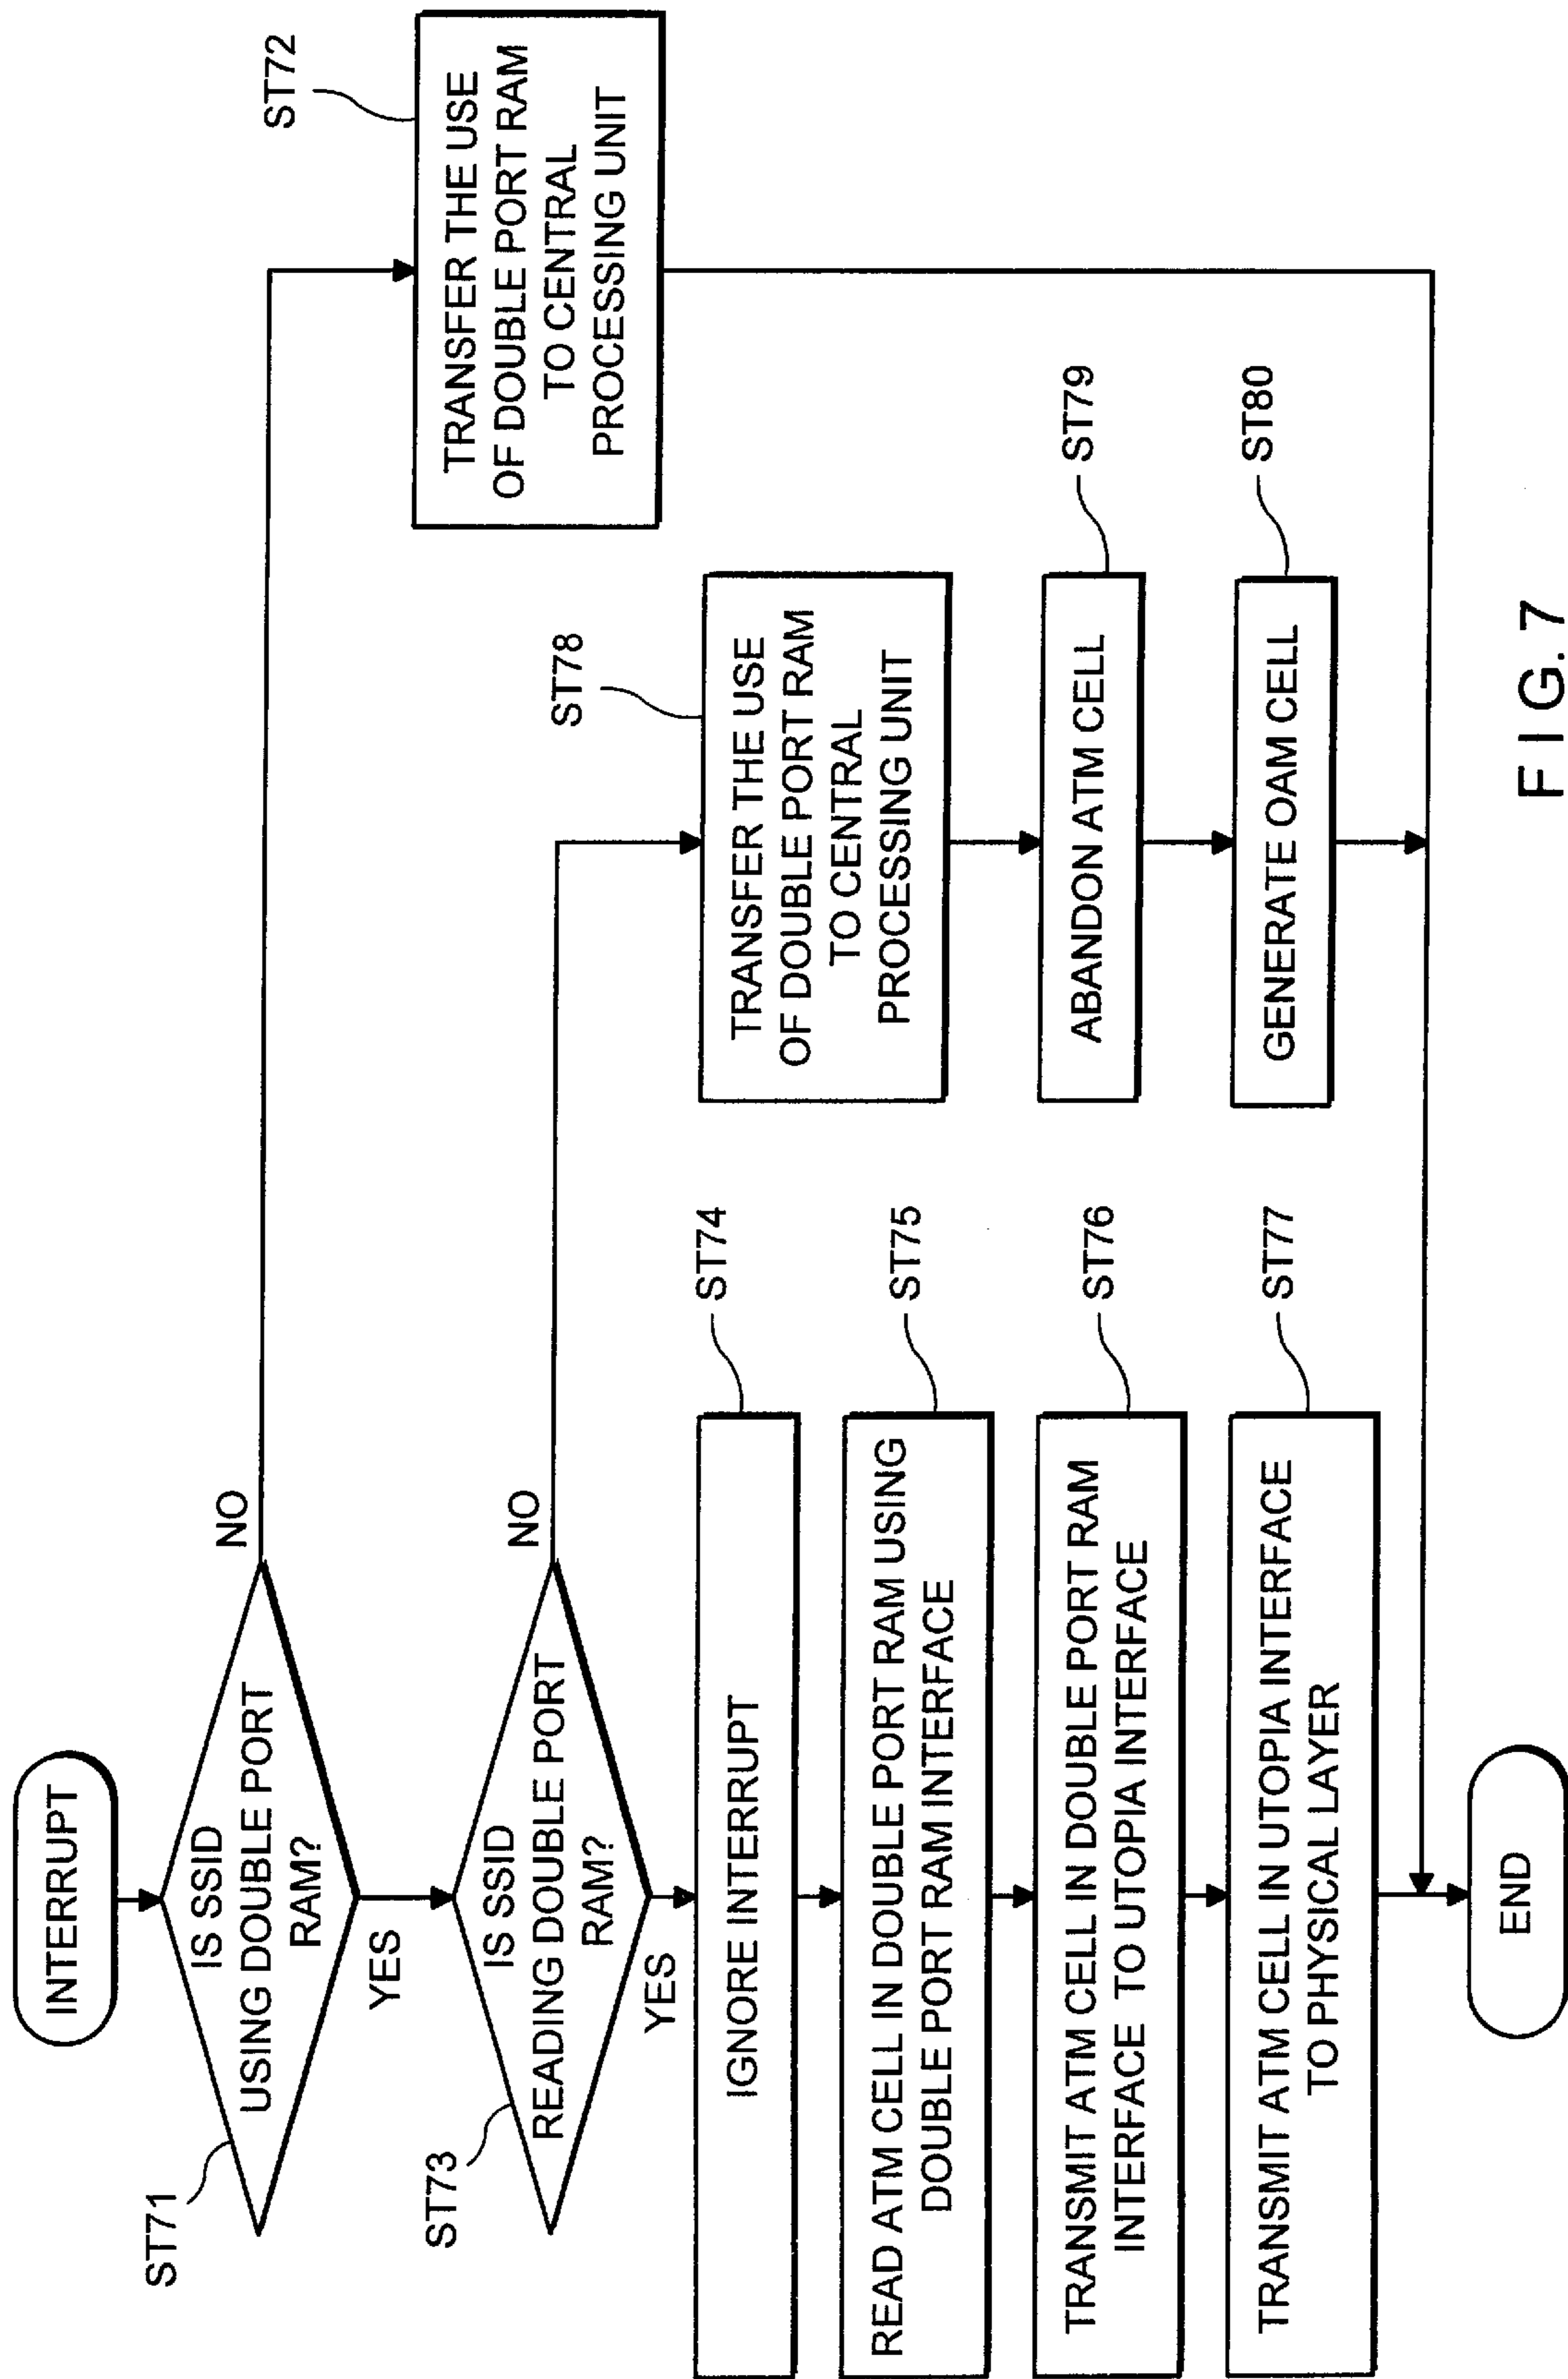 INTERRUPT
ST71
IS SSID
USING DOUBLE PORT
RAM?
NO
YES
ST72
TRANSFER THE USE
OF DOUBLE PORT RAM
TO CENTRAL
PROCESSING UNIT
ST73
IS SSID
READING DOUBLE PORT
RAM?
NO
YES
ST74
IGNORE INTERRUPT
ST75
READ ATM CELL IN DOUBLE PORT RAM USING
DOUBLE PORT RAM INTERFACE
ST76
TRANSMIT ATM CELL IN DOUBLE PORT RAM
INTERFACE TO UTOPIA INTERFACE
ST77
TRANSMIT ATM CELL IN UTOPIA INTERFACE
TO PHYSICAL LAYER
ST78
TRANSFER THE USE
OF DOUBLE PORT RAM
TO CENTRAL
PROCESSING UNIT
ST79
ABANDON ATM CELL
ST80
GENERATE OAM CELL
END
FIG. 7